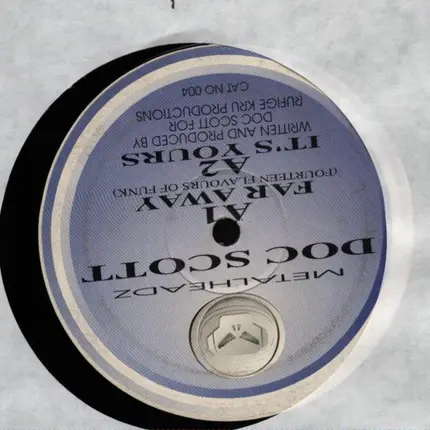 METALHEADZ
DOC SCOTT
A1
FAR AWAY
(FOURTEEN FLAVOURS OF FUNK)
A2
IT'S YOURS
WRITTEN AND PRODUCED BY
DOC SCOTT FOR
RUFIGE KRU PRODUCTIONS
CAT NO 004